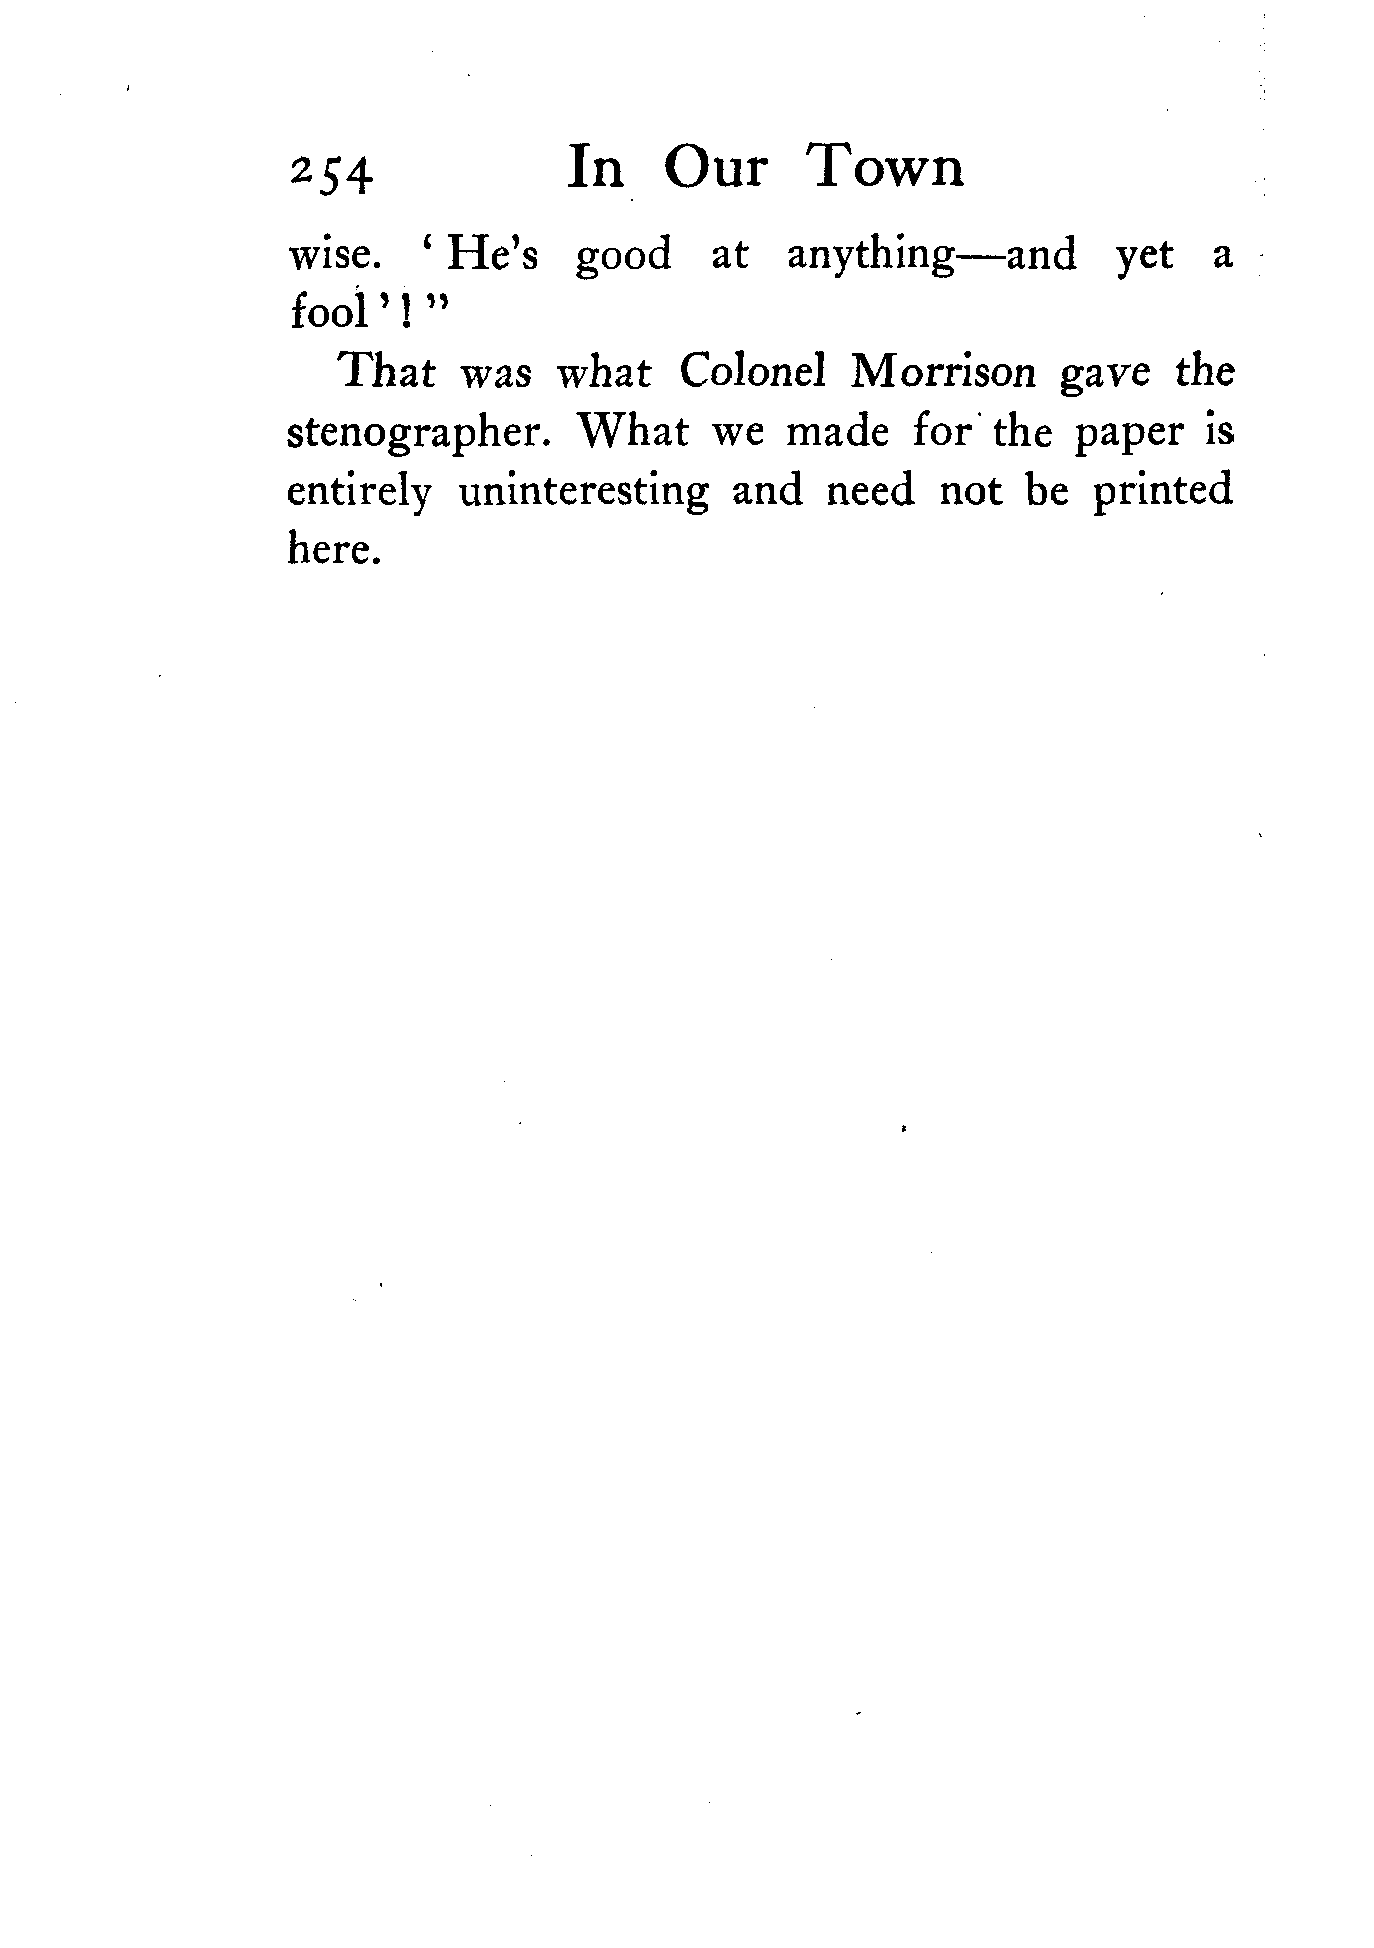 254 In Our Town
wise. ‘ He’s good at anything—and yet a
fool ’ ! ”
That was what Colonel Morrison gave the
stenographer. What we made for the paper is
entirely uninteresting and need not be printed
here.